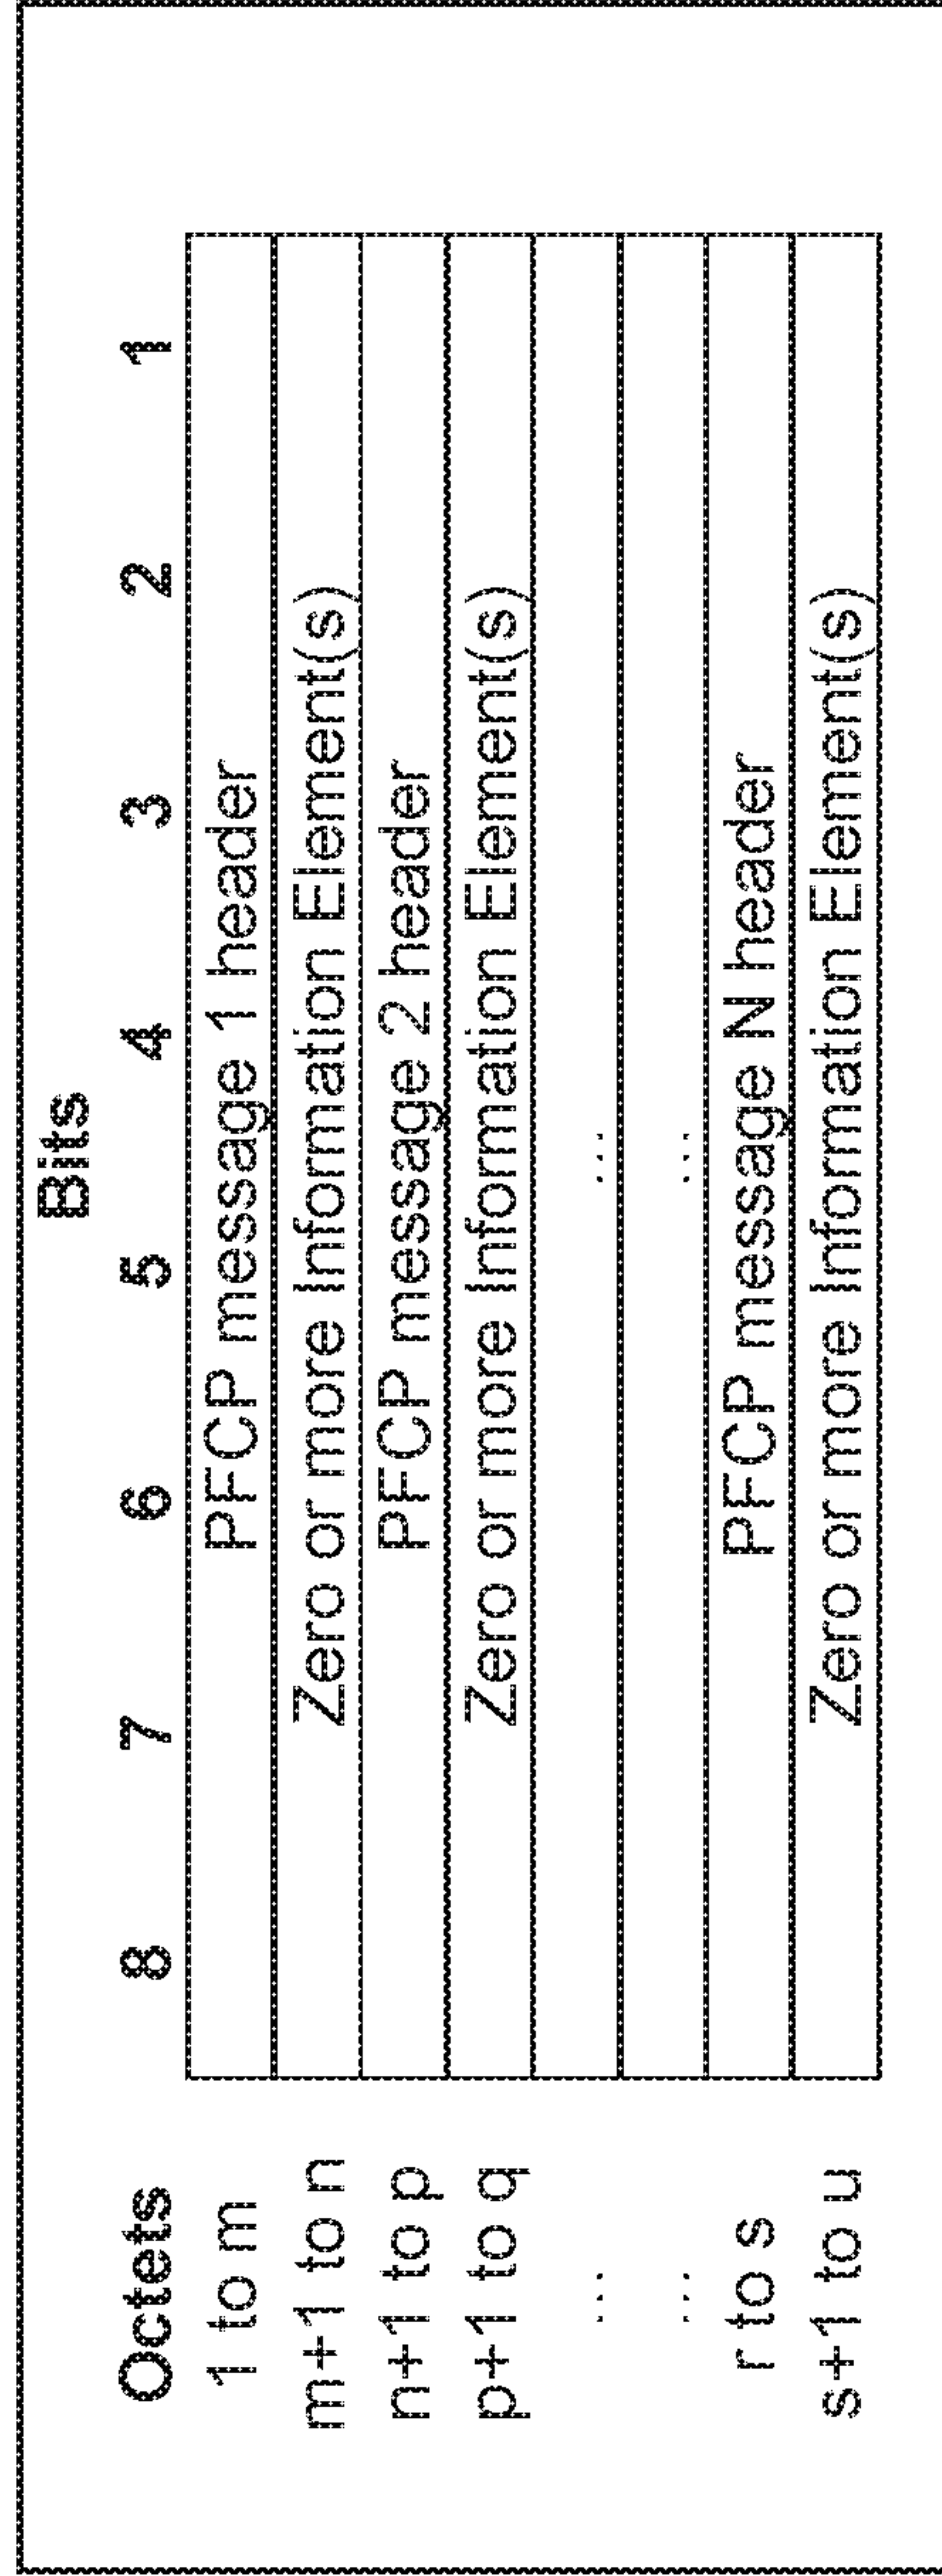 Bits
Octets 8 7 6 5 4 3 2 1
1 to m PFCP message 1 header
m+1 to n Zero or more Information Element(s)
n+1 to p PFCP message 2 header
p+1 to q Zero or more Information Element(s)
... ...
... ...
r to s PFCP message N header
s+1 to u Zero or more Information Element(s)